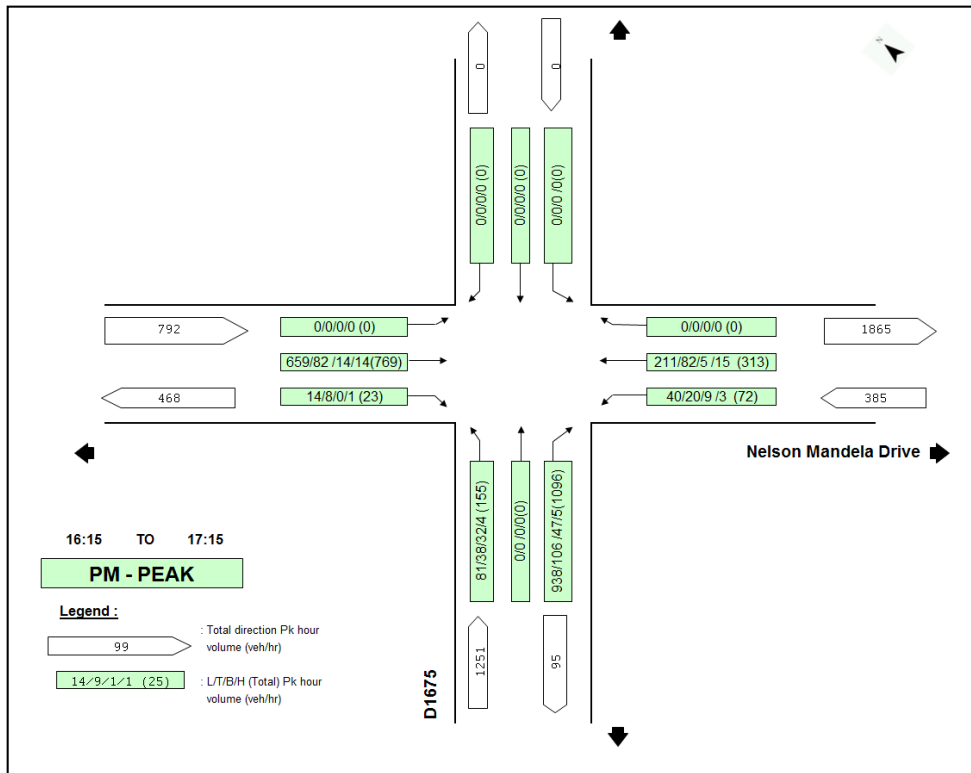 0
0
N
0/0/0/0 (0)
0/0/0/0 (0)
0/0/0 /0(0)
792
0/0/0/0 (0)
0/0/0/0 (0)
1865
659/82 /14/14(769)
211/82/5 /15 (313)
468
14/8/0/1 (23)
40/20/9 /3 (72)
385
Nelson Mandela Drive
81/38/32/4 (155)
0/0 /0/0(0)
938/106 /47/5(1096)
16:15 TO 17:15
PM - PEAK
Legend :
99
: Total direction Pk hour
volume (veh/hr)
14/9/1/1 (25)
: L/T/B/H (Total) Pk hour
volume (veh/hr)
D1675
1251
95